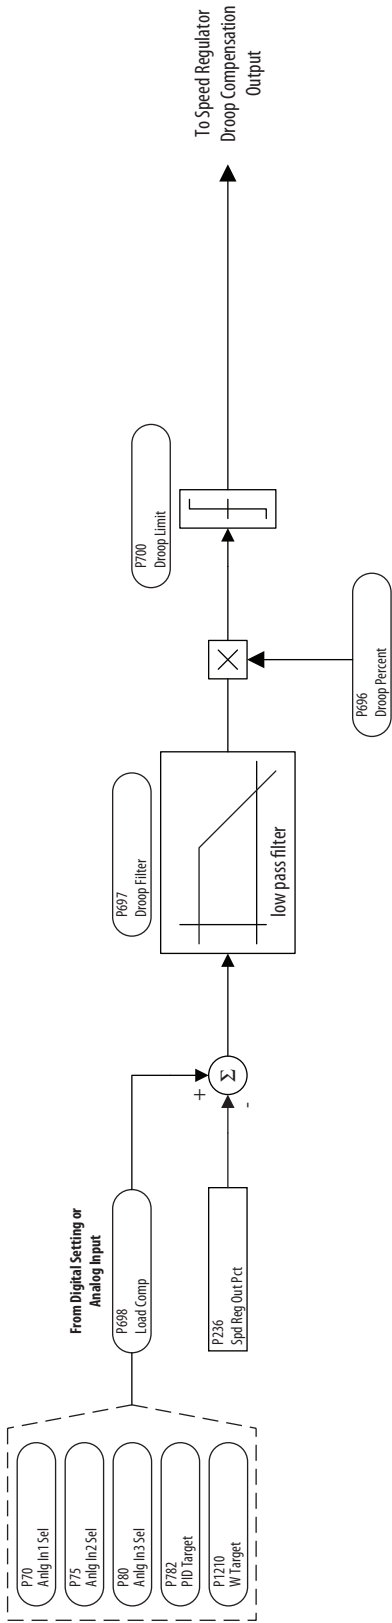 P70
Anlg In1 Sel
P75
Anlg In2 Sel
P80
Anlg In3 Sel
P782
PID Target
P1210
W Target
From Digital Setting or
Analog Input
P698
Load Comp
P236
Spd Reg Out Pct
+
-
Σ
P697
Droop Filter
low pass filter
P696
Droop Percent
P700
Droop Limit
To Speed Regulator
Droop Compensation
Output